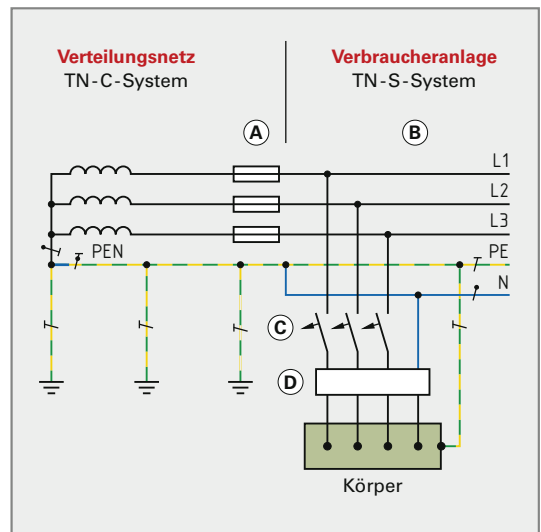 Verteilungsnetz
TN-C-System
Verbraucheranlage
TN-S-System
A
B
L1
L2
L3
PEN
PE
N
C
D
Körper